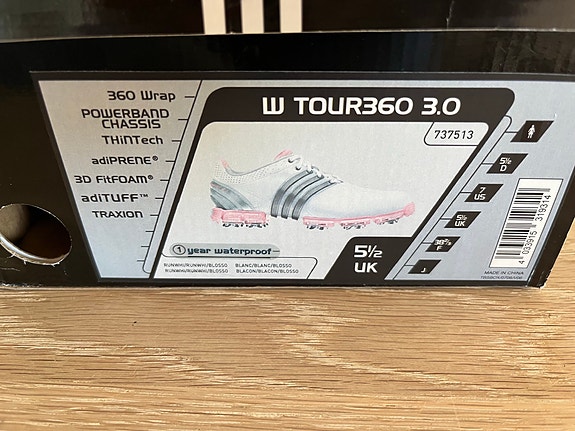 360 Wrap
POWERBAND
CHASSIS
THiNTech
adiPRENE®
3D FitFOAM®
adiTUFF™
TRAXION
W TOUR360 3.0
737513
1 year waterproof
RUNWHI/RUNWHI/BLOSSO BLANC/BLANC/BLOSSO
RUNWHI/RUNWHI/BLOSSO BLACON/BLACON/BLOSSO
5½
UK
5½
D
7
US
5½
UK
38⅔
F
J
MADE IN CHINA